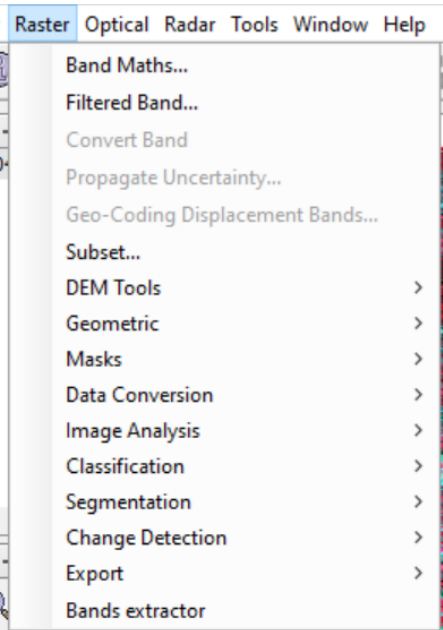 Raster Optical Radar Tools Window Help
Band Maths...
Filtered Band...
Convert Band
Propagate Uncertainty...
Geo-Coding Displacement Bands...
Subset...
DEM Tools
Geometric
Masks
Data Conversion
Image Analysis
Classification
Segmentation
Change Detection
Export
Bands extractor